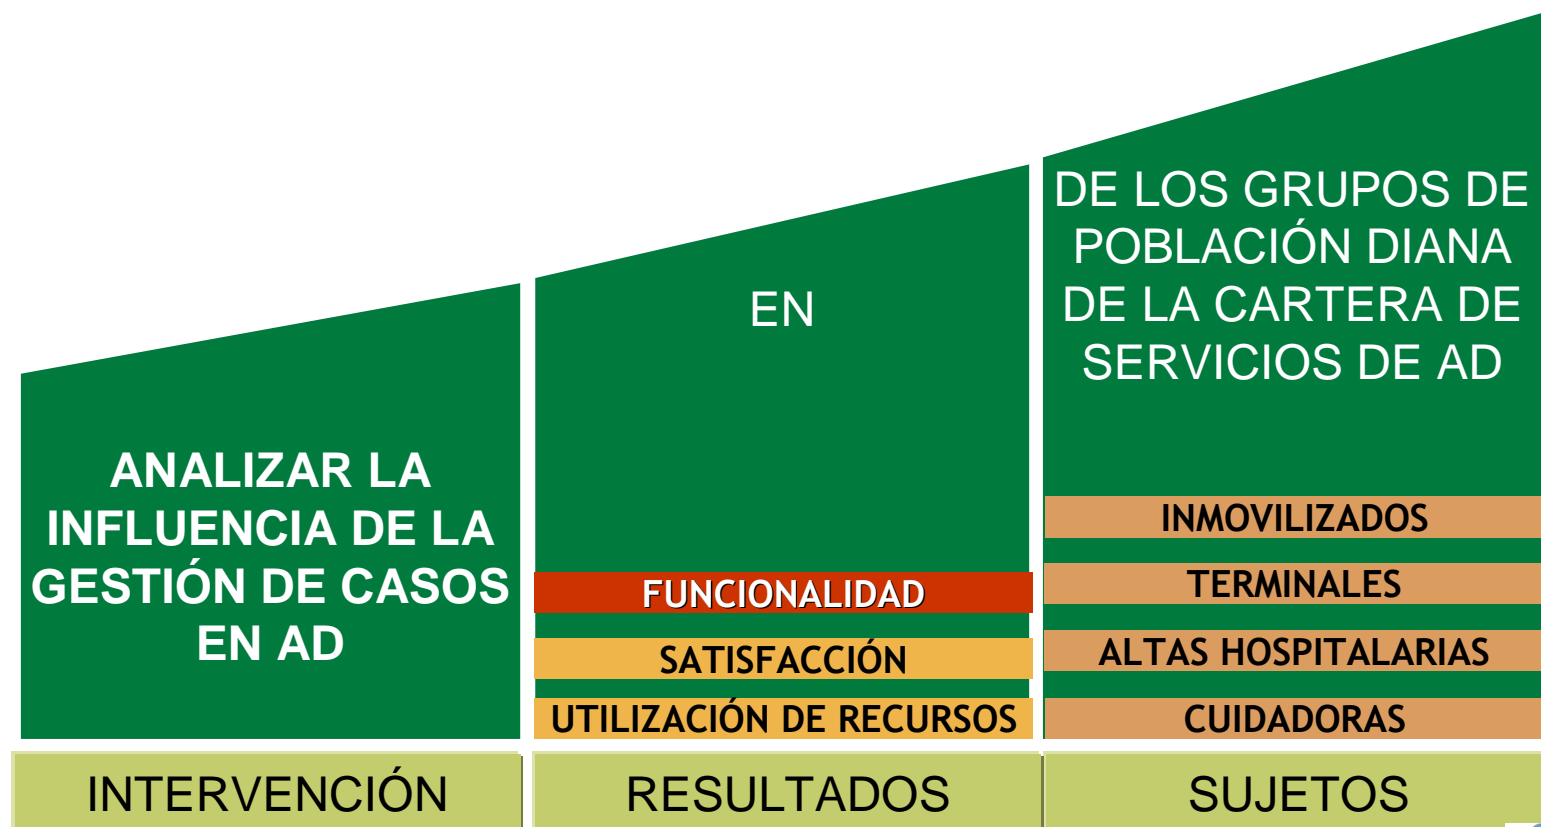 ANALIZAR LA
INFLUENCIA DE LA
GESTIÓN DE CASOS
EN AD
INTERVENCIÓN
EN
FUNCIONALIDAD
SATISFACCIÓN
UTILIZACIÓN DE RECURSOS
RESULTADOS
DE LOS GRUPOS DE
POBLACIÓN DIANA
DE LA CARTERA DE
SERVICIOS DE AD
INMOVILIZADOS
TERMINALES
ALTAS HOSPITALARIAS
CUIDADORAS
SUJETOS